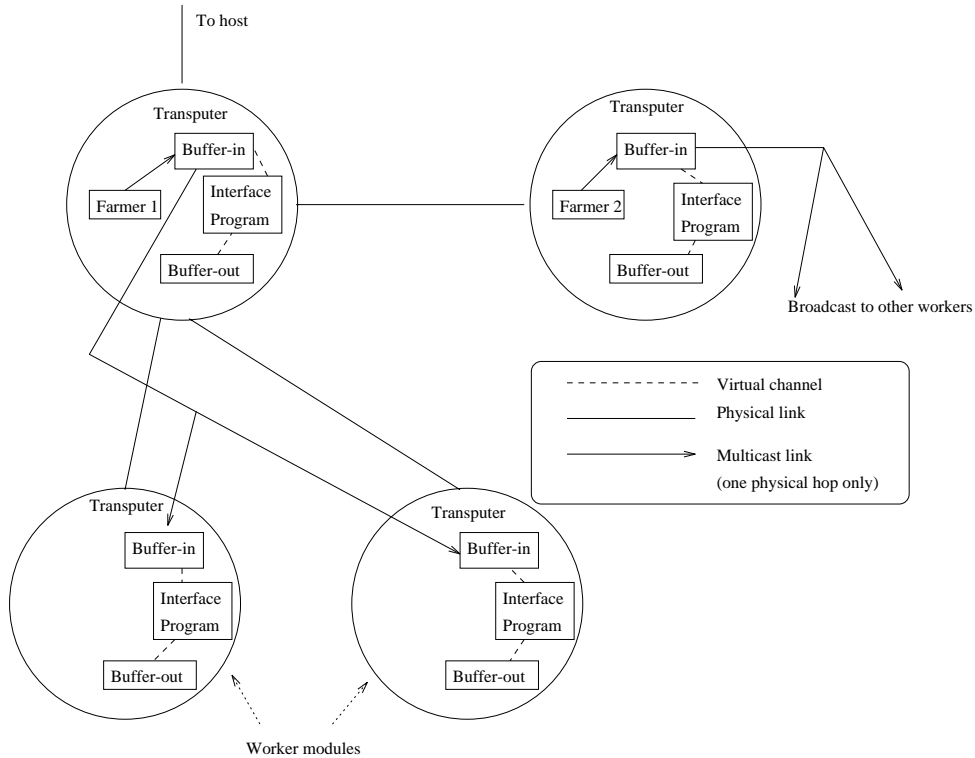 To host
Transputer
Buffer-in
Farmer 1
Interface
Program
Buffer-out
Transputer
Buffer-in
Farmer 2
Interface
Program
Buffer-out
Broadcast to other workers
Virtual channel
Physical link
Multicast link
(one physical hop only)
Transputer
Buffer-in
Interface
Program
Buffer-out
Transputer
Buffer-in
Interface
Program
Buffer-out
Worker modules